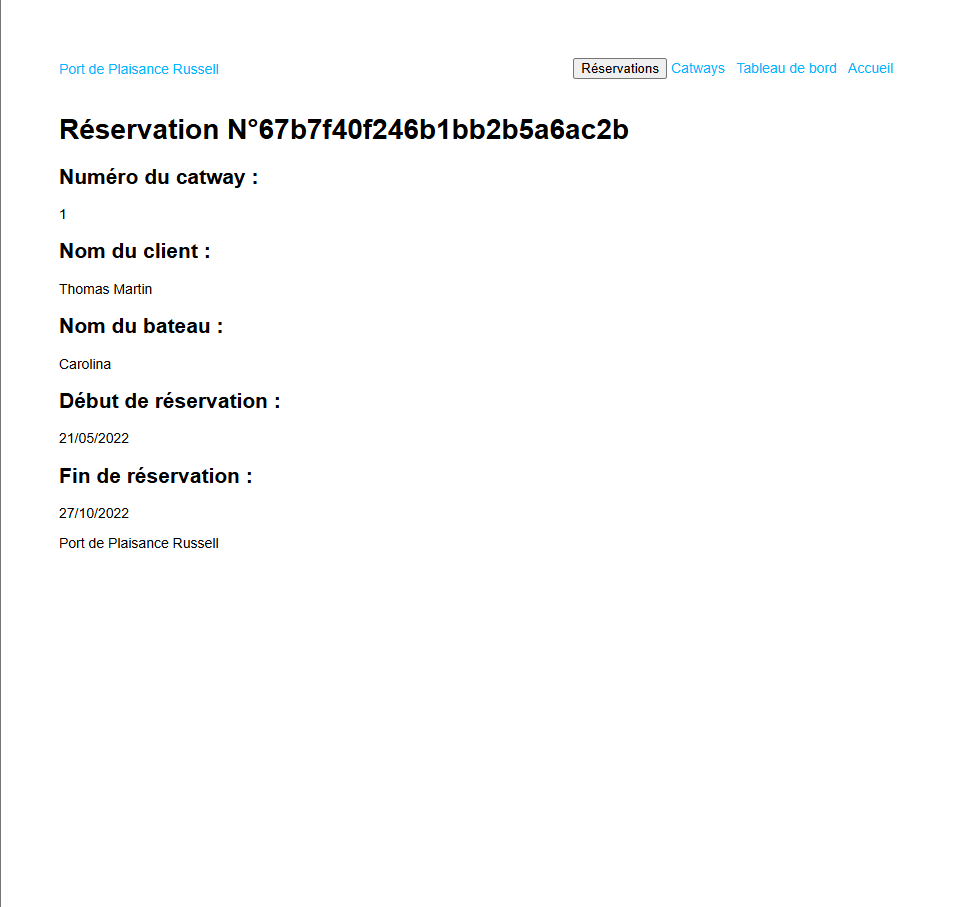 Port de Plaisance Russell
Réservations Catways Tableau de bord Accueil
Réservation N°67b7f40f246b1bb2b5a6ac2b
Numéro du catway :
1
Nom du client :
Thomas Martin
Nom du bateau :
Carolina
Début de réservation :
21/05/2022
Fin de réservation :
27/10/2022
Port de Plaisance Russell